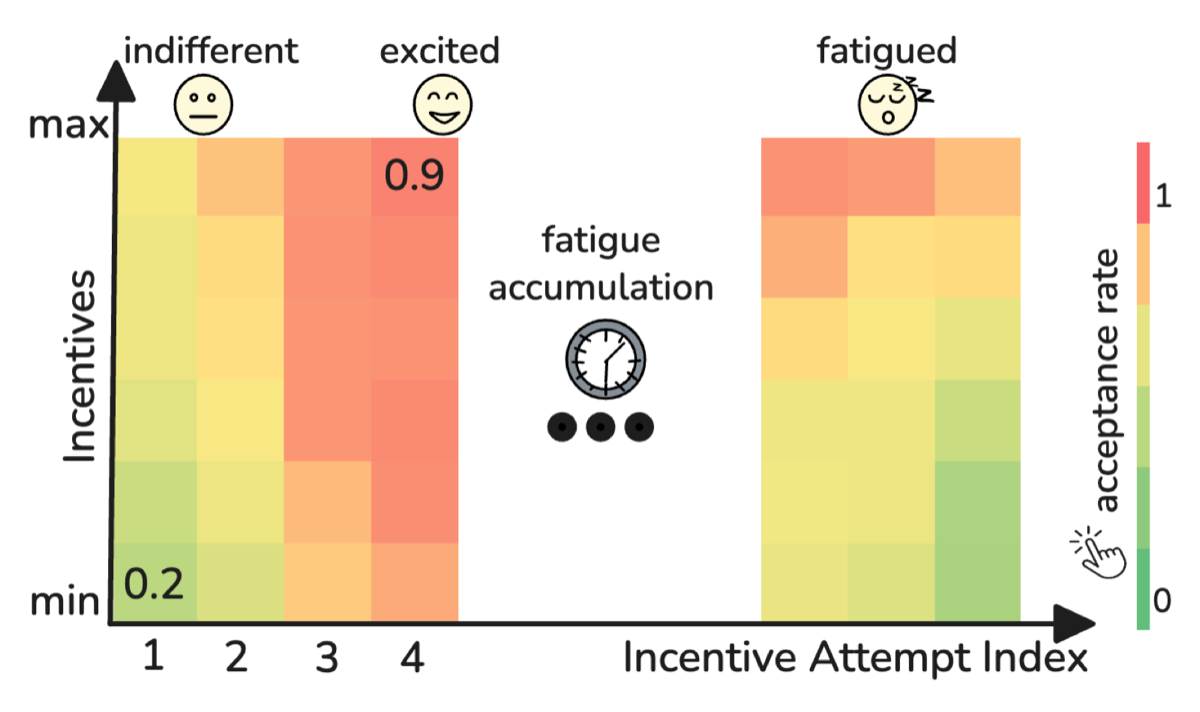 indifferent
excited
fatigued
max
0.9
fatigue
accumulation
Incentives
acceptance rate
1
0.2
min
0
1
2
3
4
Incentive Attempt Index
z
z
z
z